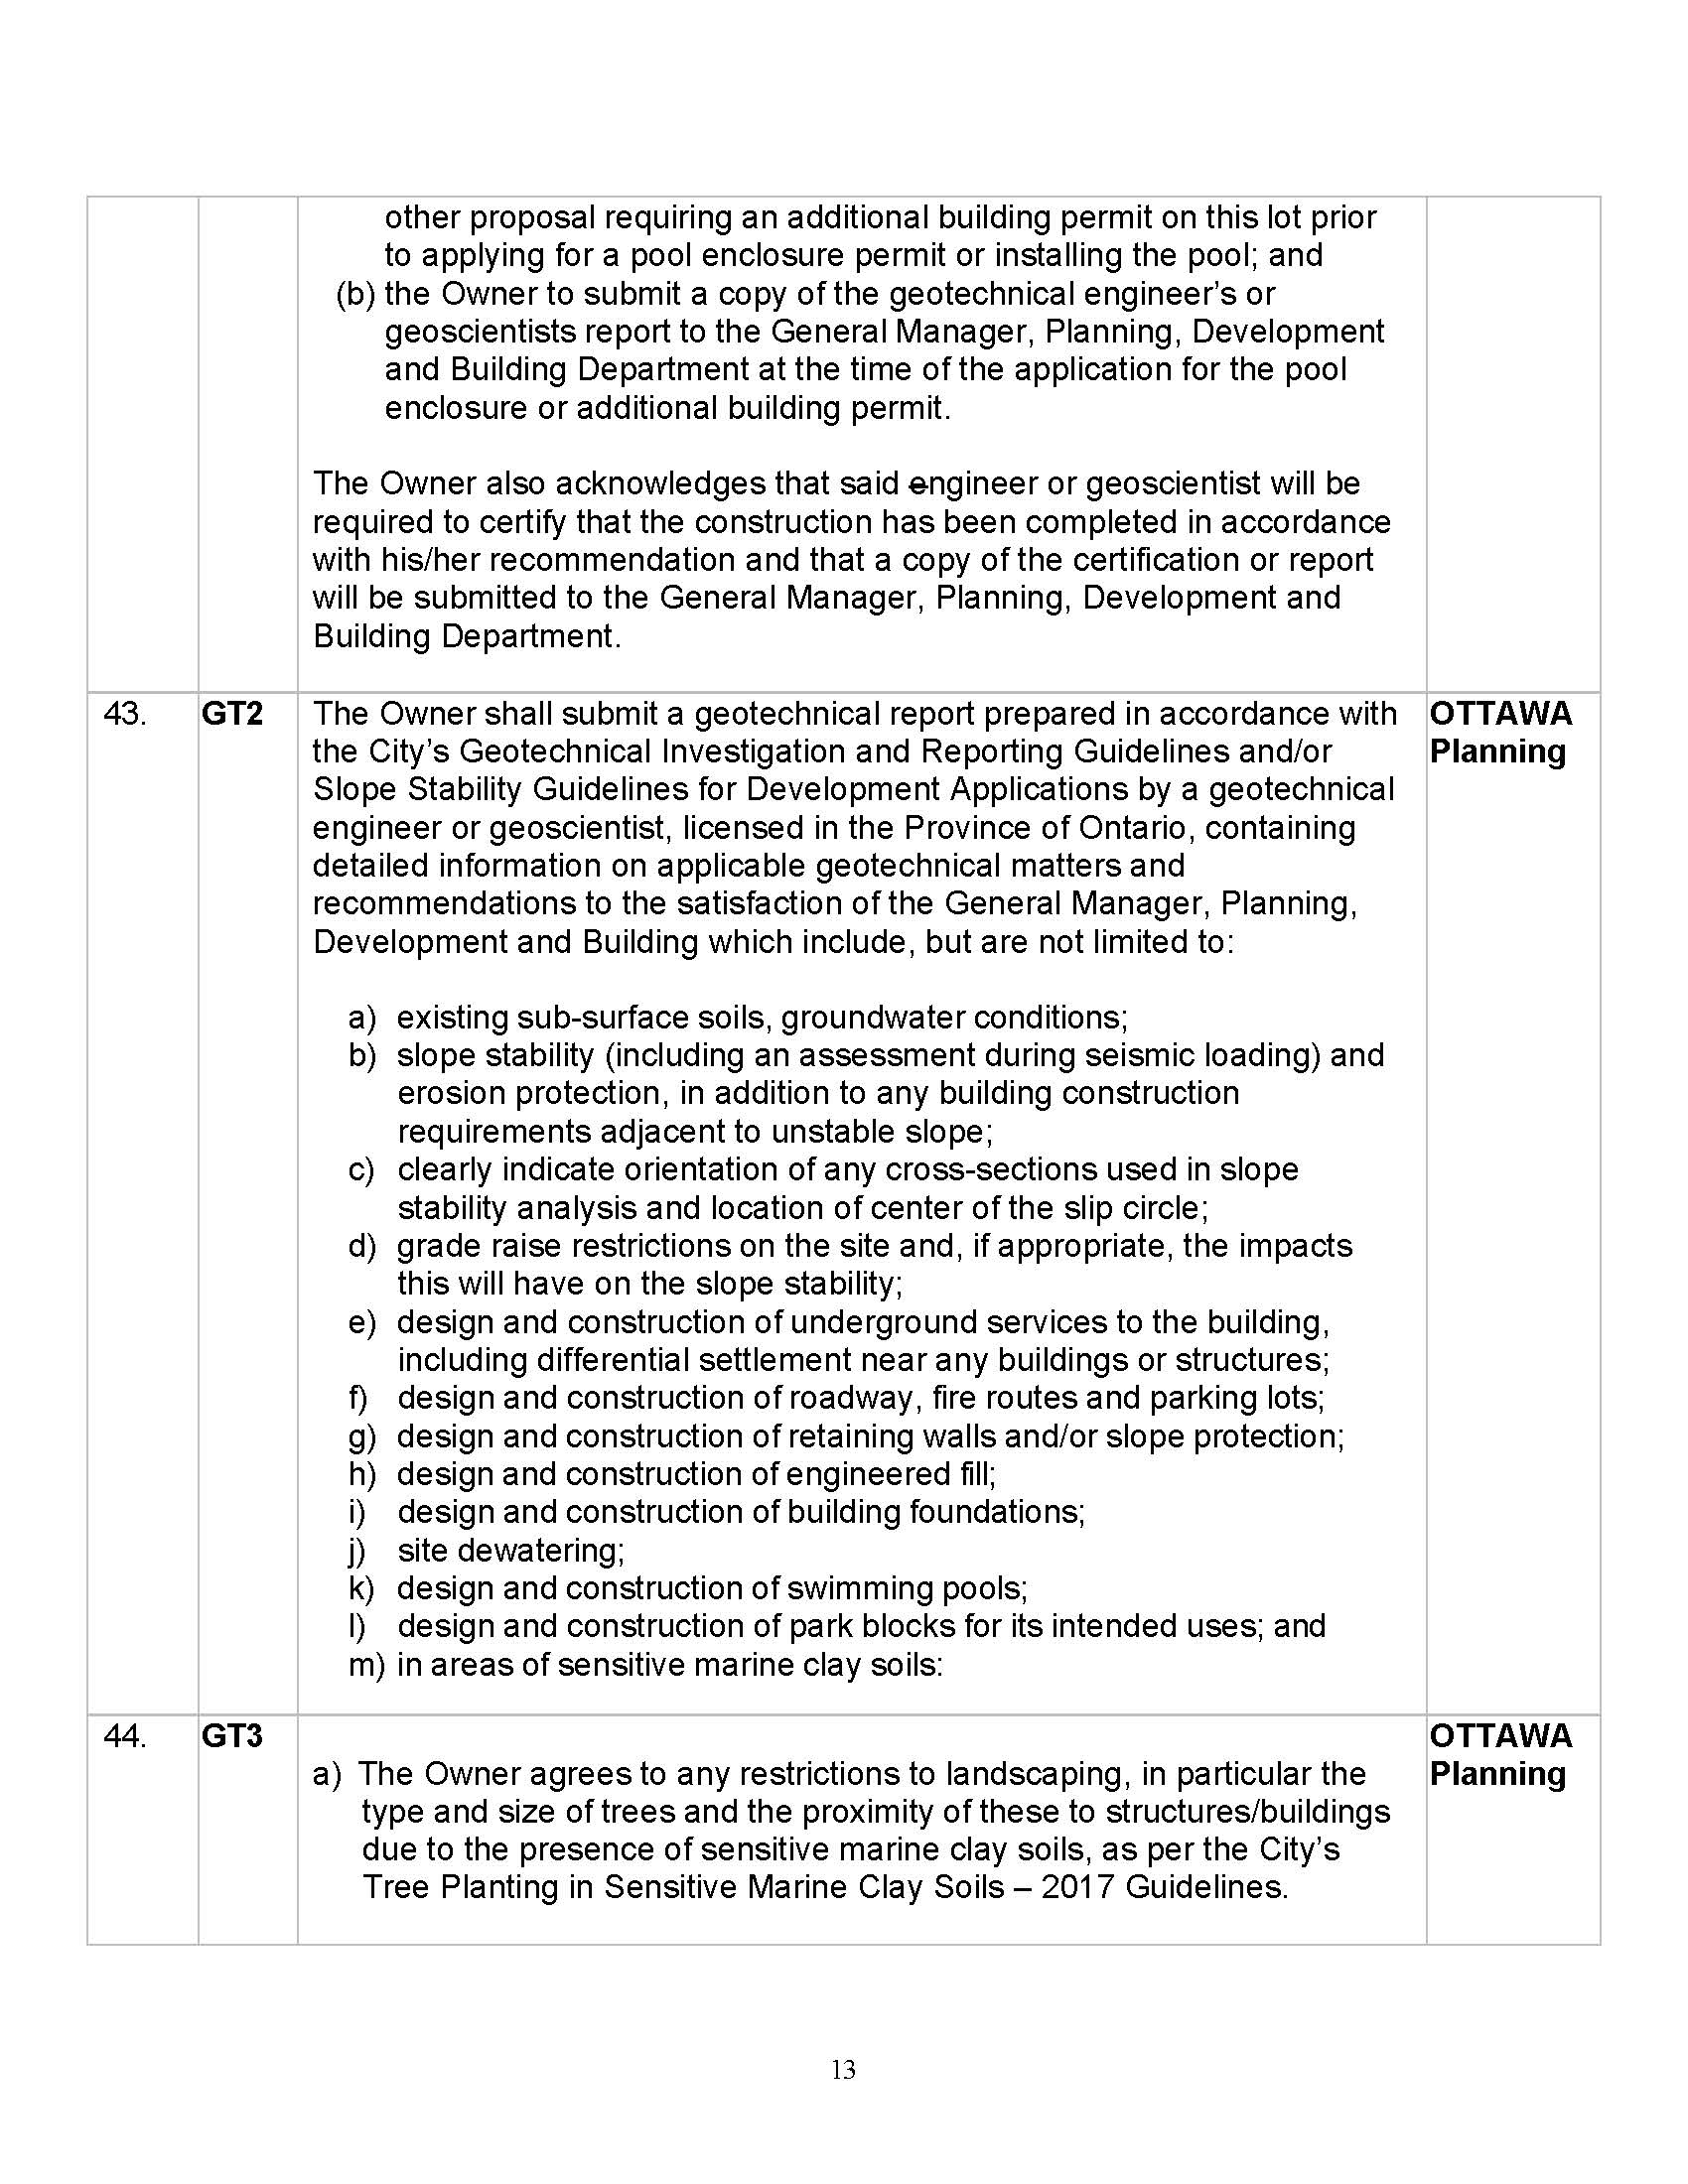 other proposal requiring an additional building permit on this lot prior
to applying for a pool enclosure permit or installing the pool; and
(b) the Owner to submit a copy of the geotechnical engineer's or
geoscientists report to the General Manager, Planning, Development
and Building Department at the time of the application for the pool
enclosure or additional building permit.
The Owner also acknowledges that said engineer or geoscientist will be
required to certify that the construction has been completed in accordance
with his/her recommendation and that a copy of the certification or report
will be submitted to the General Manager, Planning, Development and
Building Department.
43. GT2 The Owner shall submit a geotechnical report prepared in accordance with OTTAWA
the City's Geotechnical Investigation and Reporting Guidelines and/or Planning
Slope Stability Guidelines for Development Applications by a geotechnical
engineer or geoscientist, licensed in the Province of Ontario, containing
detailed information on applicable geotechnical matters and
recommendations to the satisfaction of the General Manager, Planning,
Development and Building which include, but are not limited to:
a) existing sub-surface soils, groundwater conditions;
b) slope stability (including an assessment during seismic loading) and
erosion protection, in addition to any building construction
requirements adjacent to unstable slope;
c) clearly indicate orientation of any cross-sections used in slope
stability analysis and location of center of the slip circle;
d) grade raise restrictions on the site and, if appropriate, the impacts
this will have on the slope stability;
e) design and construction of underground services to the building,
including differential settlement near any buildings or structures;
f) design and construction of roadway, fire routes and parking lots;
g) design and construction of retaining walls and/or slope protection;
h) design and construction of engineered fill;
i) design and construction of building foundations;
j) site dewatering;
k) design and construction of swimming pools;
l) design and construction of park blocks for its intended uses; and
m) in areas of sensitive marine clay soils:
44. GT3 OTTAWA
a) The Owner agrees to any restrictions to landscaping, in particular the Planning
type and size of trees and the proximity of these to structures/buildings
due to the presence of sensitive marine clay soils, as per the City's
Tree Planting in Sensitive Marine Clay Soils – 2017 Guidelines.
13